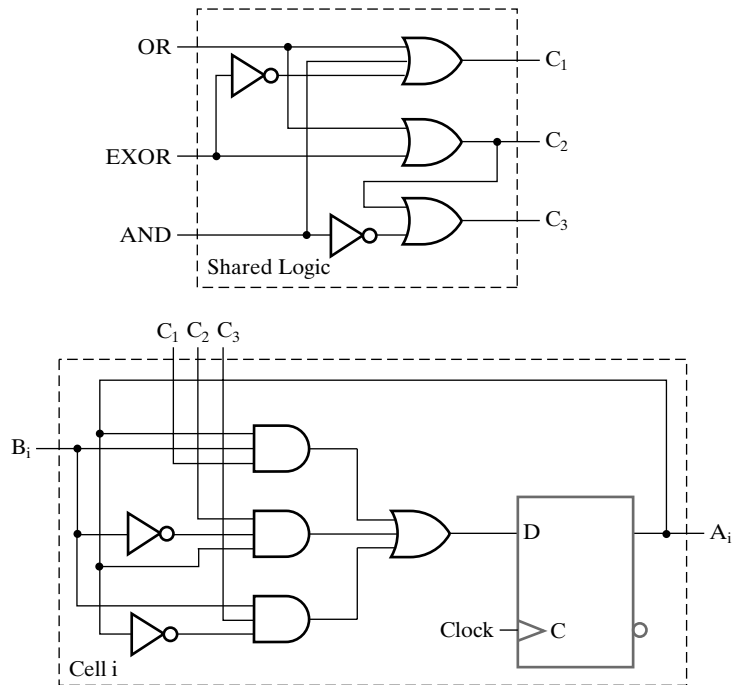 OR
C₁
EXOR
C₂
AND
C₃
Shared Logic
C₁ C₂ C₃
Bᵢ
D
Aᵢ
Clock
C
Cell i